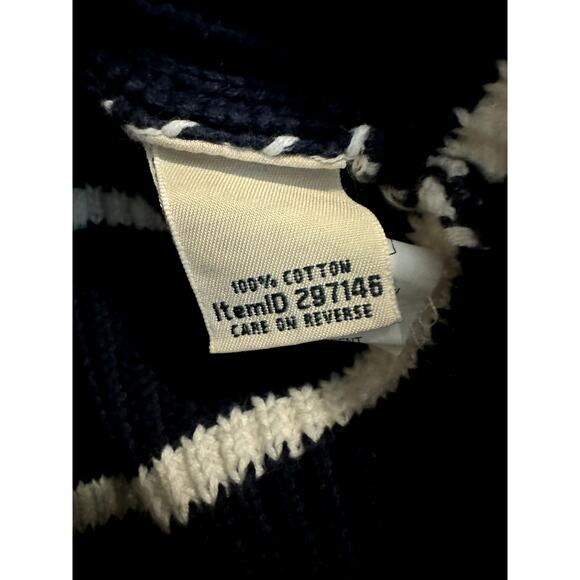 100% COTTON
ItemID 297146
CARE ON REVERSE